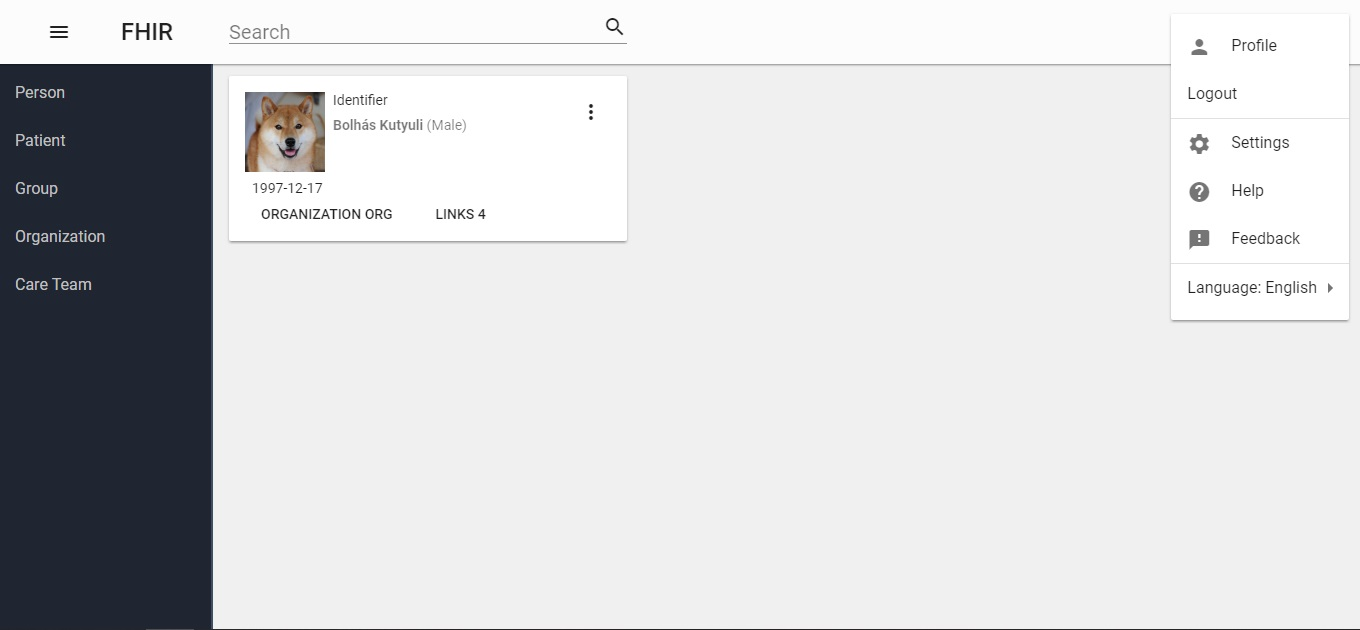 FHIR
Search
Person
Patient
Group
Organization
Care Team
Identifier
Bolhás Kutyuli (Male)
1997-12-17
ORGANIZATION ORG LINKS 4
Profile
Logout
Settings
Help
Feedback
Language: English